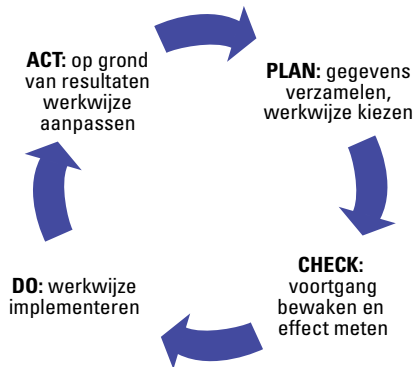 ACT: op grond
van resultaten
werkwijze
aanpassen
PLAN: gegevens
verzamelen,
werkwijze kiezen
CHECK:
voortgang
bewaken en
effect meten
DO: werkwijze
implementeren